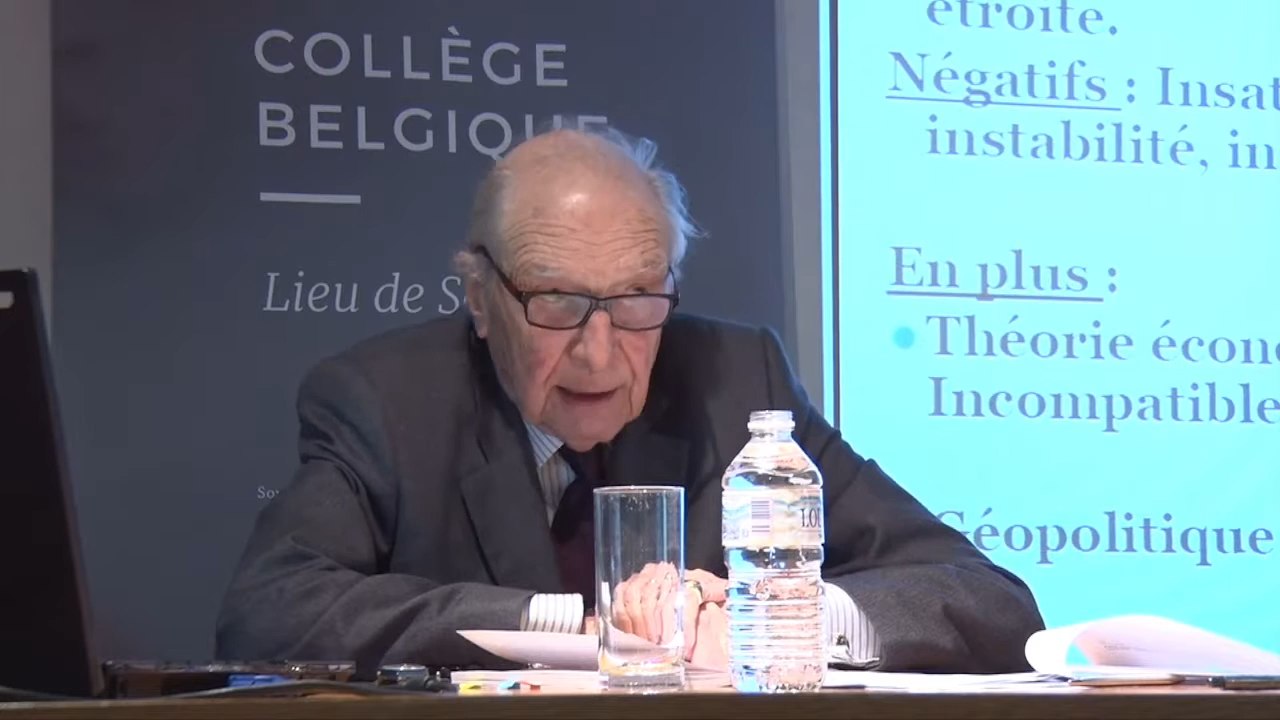 COLLÈGE
BELGIQUE
Lieu de S
étroite.
Négatifs : Insat
instabilité, in
En plus :
• Théorie écon
Incompatible
Géopolitique